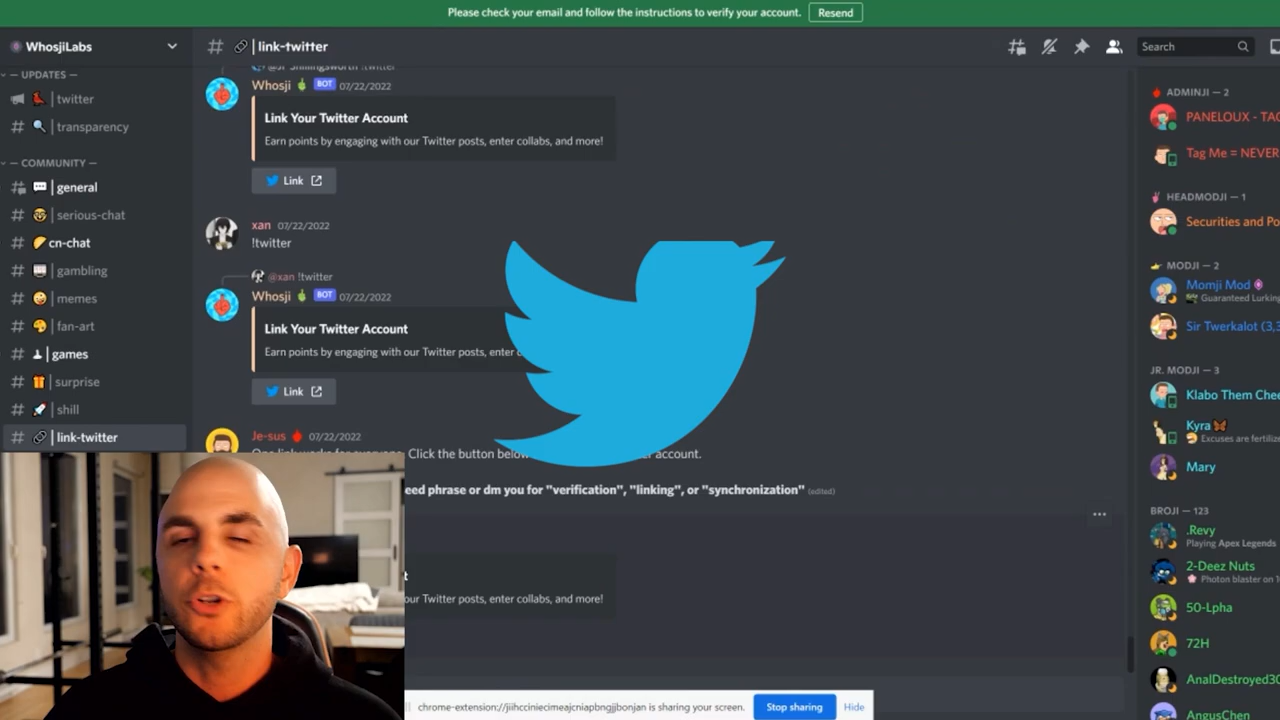 Please check your email and follow the instructions to verify your account.
Resend
WhosjiLabs
— UPDATES —
twitter
transparency
— COMMUNITY —
general
serious-chat
cn-chat
gambling
memes
fan-art
games
surprise
shill
link-twitter
link-twitter
Search
Whosji BOT 07/22/2022
Link Your Twitter Account
Earn points by engaging with our Twitter posts, enter collabs, and more!
Link
xan 07/22/2022
!twitter
@xan !twitter
Whosji BOT 07/22/2022
Link Your Twitter Account
Earn points by engaging with our Twitter posts, enter
Link
Je-sus 07/22/2022
Click the button below account.
eed phrase or dm you for "verification", "linking", or "synchronization" (edited)
our Twitter posts, enter collabs, and more!
chrome-extension://jiihcciniecimeajcniapbngjjbonjan is sharing your screen.
Stop sharing
Hide
ADMINJI — 2
PANELOUX - TAG
Tag Me = NEVER
HEADMODJI — 1
Securities and Po
MODJI — 2
Momji Mod
Guaranteed Lurking
Sir Twerkalot (3,3
JR. MODJI — 3
Klabo Them Chee
Kyra
Excuses are fertilize
Mary
BROJI — 123
.Revy
Playing Apex Legends
2-Deez Nuts
Photon blaster on
50-Lpha
72H
AnalDestroyed30
AngusChen